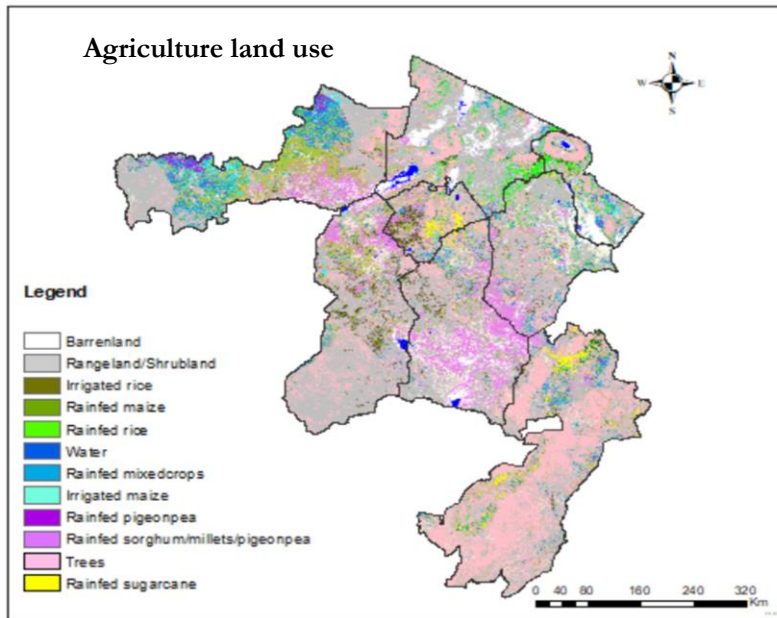 Agriculture land use
N
W E
S
Legend
Barrenland
Rangeland/Shrubland
Irrigated rice
Rainfed maize
Rainfed rice
Water
Rainfed mixedcrops
Irrigated maize
Rainfed pigeonpea
Rainfed sorghum/millets/pigeonpea
Trees
Rainfed sugarcane
0 40 80 160 240 320
Km